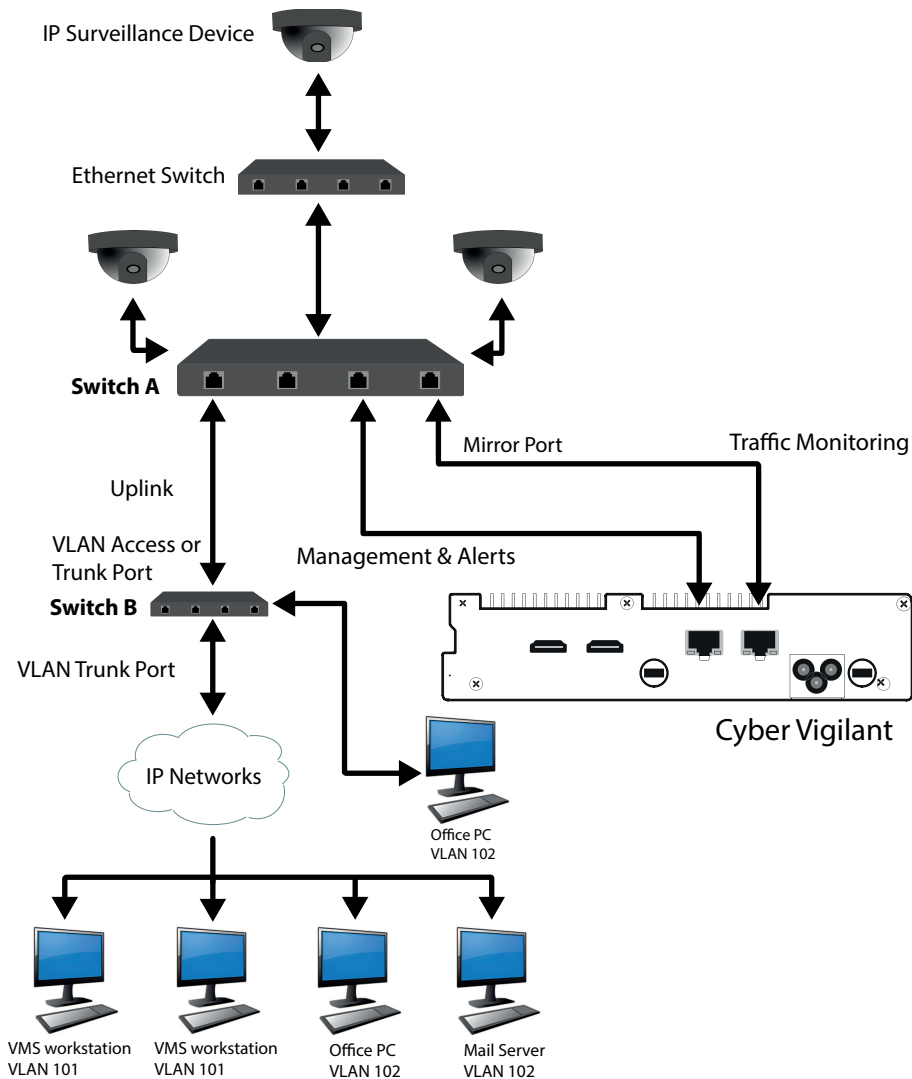 IP Surveillance Device
Ethernet Switch
Switch A
Mirror Port
Traffic Monitoring
Uplink
VLAN Access or
Trunk Port
Management & Alerts
Switch B
VLAN Trunk Port
Cyber Vigilant
IP Networks
Office PC
VLAN 102
VMS workstation
VLAN 101
VMS workstation
VLAN 101
Office PC
VLAN 102
Mail Server
VLAN 102